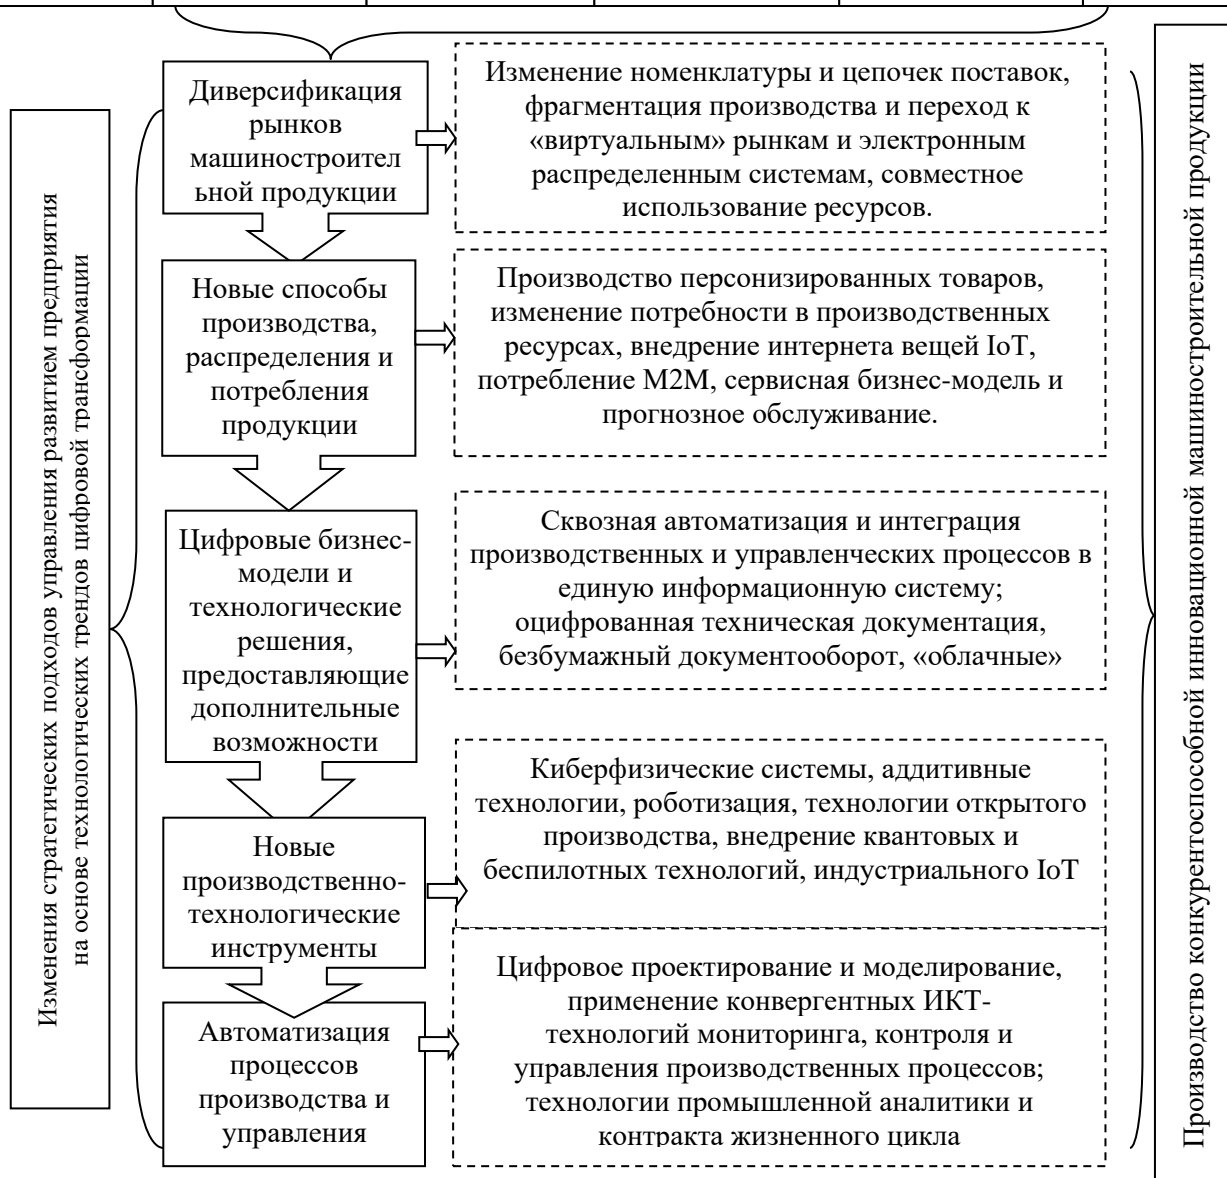 Изменения стратегических подходов управления развитием предприятия
на основе технологических трендов цифровой трансформации
Диверсификация
рынков
машиностроител
ьной продукции
Изменение номенклатуры и цепочек поставок,
фрагментация производства и переход к
«виртуальным» рынкам и электронным
распределенным системам, совместное
использование ресурсов.
Новые способы
производства,
распределения и
потребления
продукции
Производство персонизированных товаров,
изменение потребности в производственных
ресурсах, внедрение интернета вещей IoT,
потребление M2M, сервисная бизнес-модель и
прогнозное обслуживание.
Цифровые бизнес-
модели и
технологические
решения,
предоставляющие
дополнительные
возможности
Сквозная автоматизация и интеграция
производственных и управленческих процессов в
единую информационную систему;
оцифрованная техническая документация,
безбумажный документооборот, «облачные»
Новые
производственно-
технологические
инструменты
Киберфизические системы, аддитивные
технологии, роботизация, технологии открытого
производства, внедрение квантовых и
беспилотных технологий, индустриального IoT
Автоматизация
процессов
производства и
управления
Цифровое проектирование и моделирование,
применение конвергентных ИКТ-
технологий мониторинга, контроля и
управления производственных процессов;
технологии промышленной аналитики и
контракта жизненного цикла
Производство конкурентоспособной инновационной машиностроительной продукции